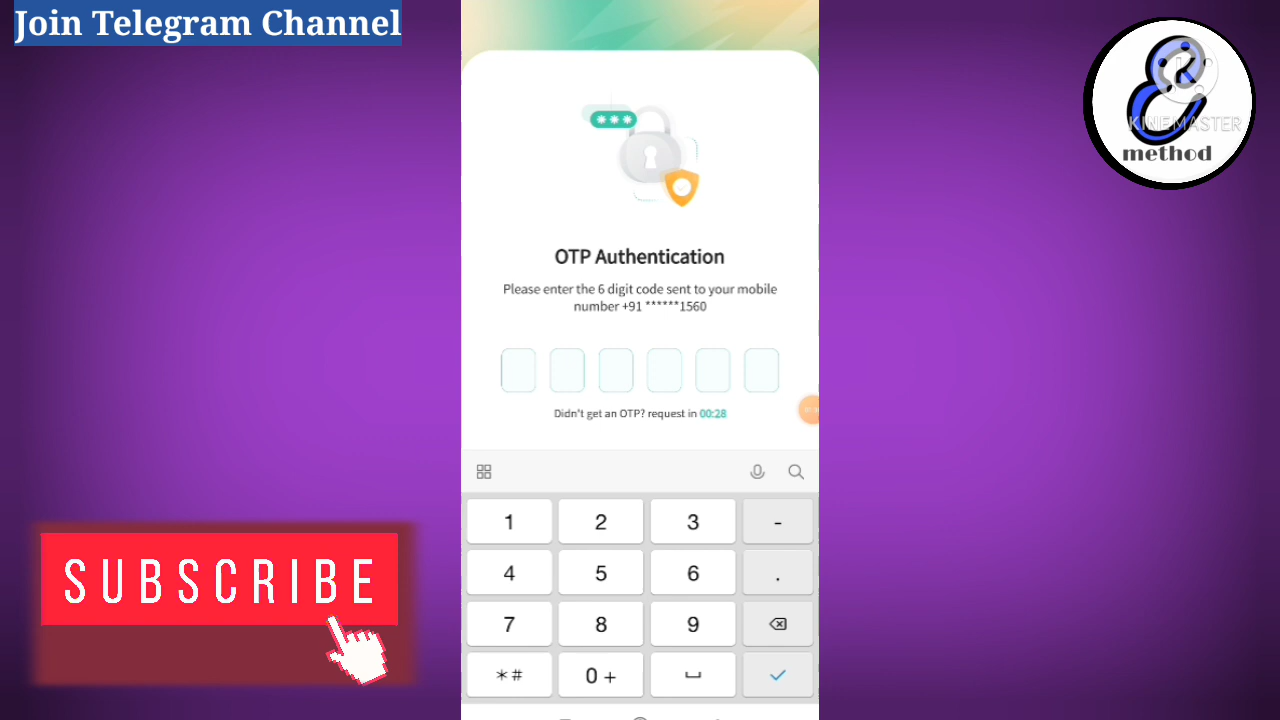 Join Telegram Channel
KINEMASTER
method
***
OTP Authentication
Please enter the 6 digit code sent to your mobile
number +91 ******1560
Didn't get an OTP? request in 00:28
SUBSCRIBE
1 2 3 -
4 5 6 .
7 8 9
*# 0 +